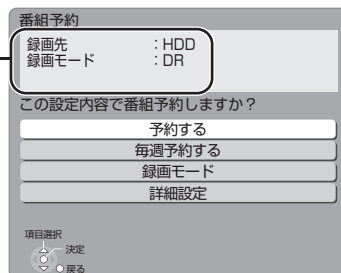 番組予約
録画先 : HDD
録画モード : DR
この設定内容で番組予約しますか?
予約する
毎週予約する
録画モード
詳細設定
項目選択
決定
戻る